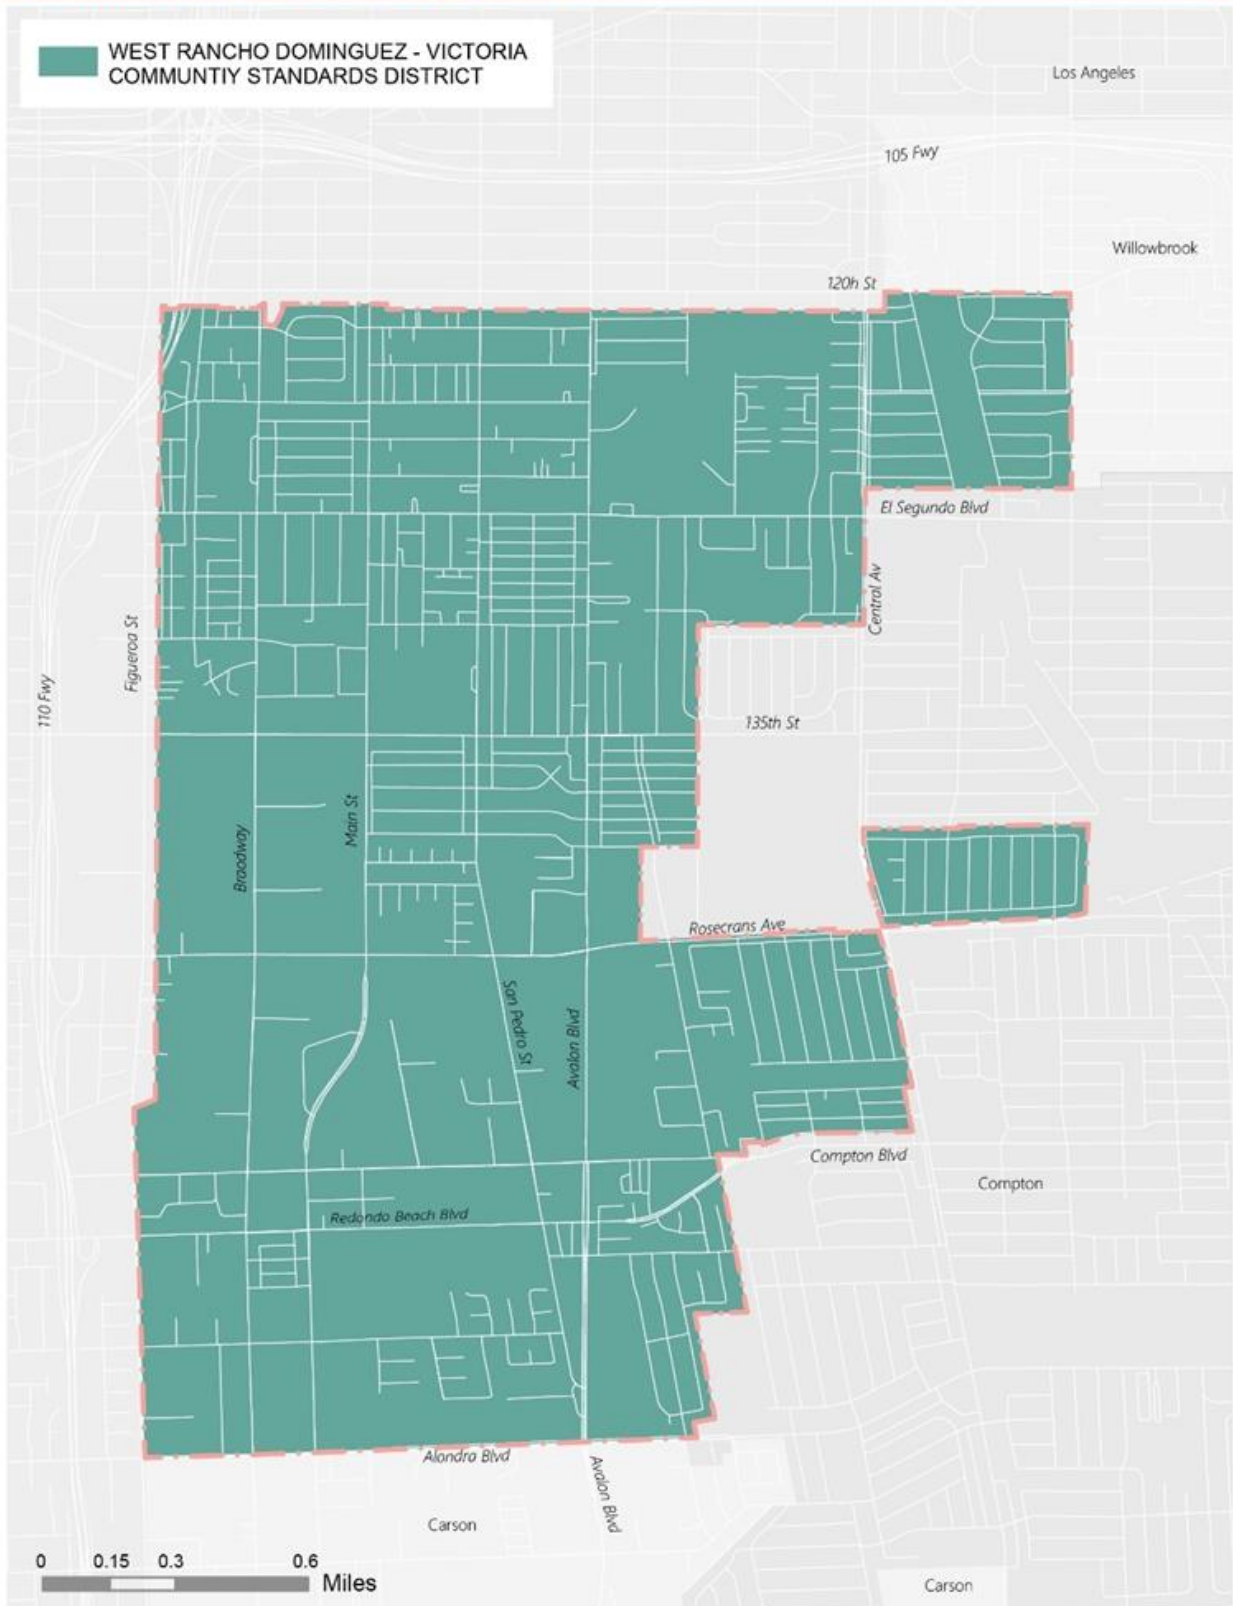 WEST RANCHO DOMINGUEZ - VICTORIA
COMMUNTIY STANDARDS DISTRICT
Los Angeles
105 Fwy
Willowbrook
120h St
El Segundo Blvd
Central Av
Figueroa St
110 Fwy
135th St
Main St
Broadway
Rosecrans Ave
San Pedro St
Avalon Blvd
Compton Blvd
Compton
Redondo Beach Blvd
Alondra Blvd
Avalon Blvd
Carson
0 0.15 0.3 0.6
Miles
Carson